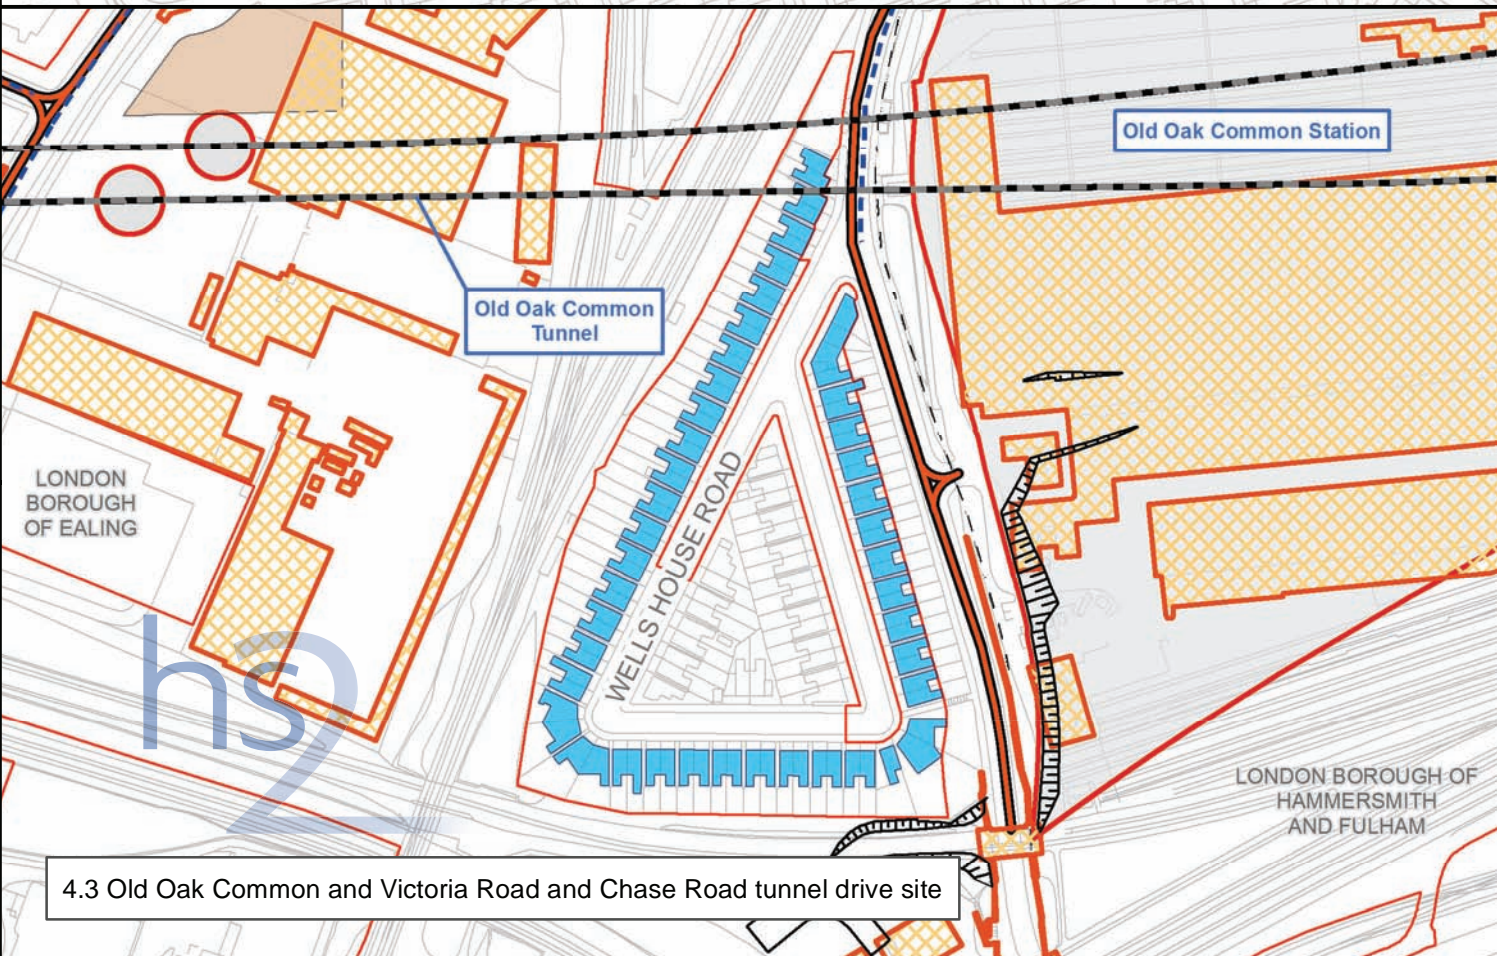 Old Oak Common Station
Old Oak Common
Tunnel
LONDON
BOROUGH
OF EALING
WELLS HOUSE ROAD
hs2
LONDON BOROUGH OF
HAMMERSMITH
AND FULHAM
4.3 Old Oak Common and Victoria Road and Chase Road tunnel drive site